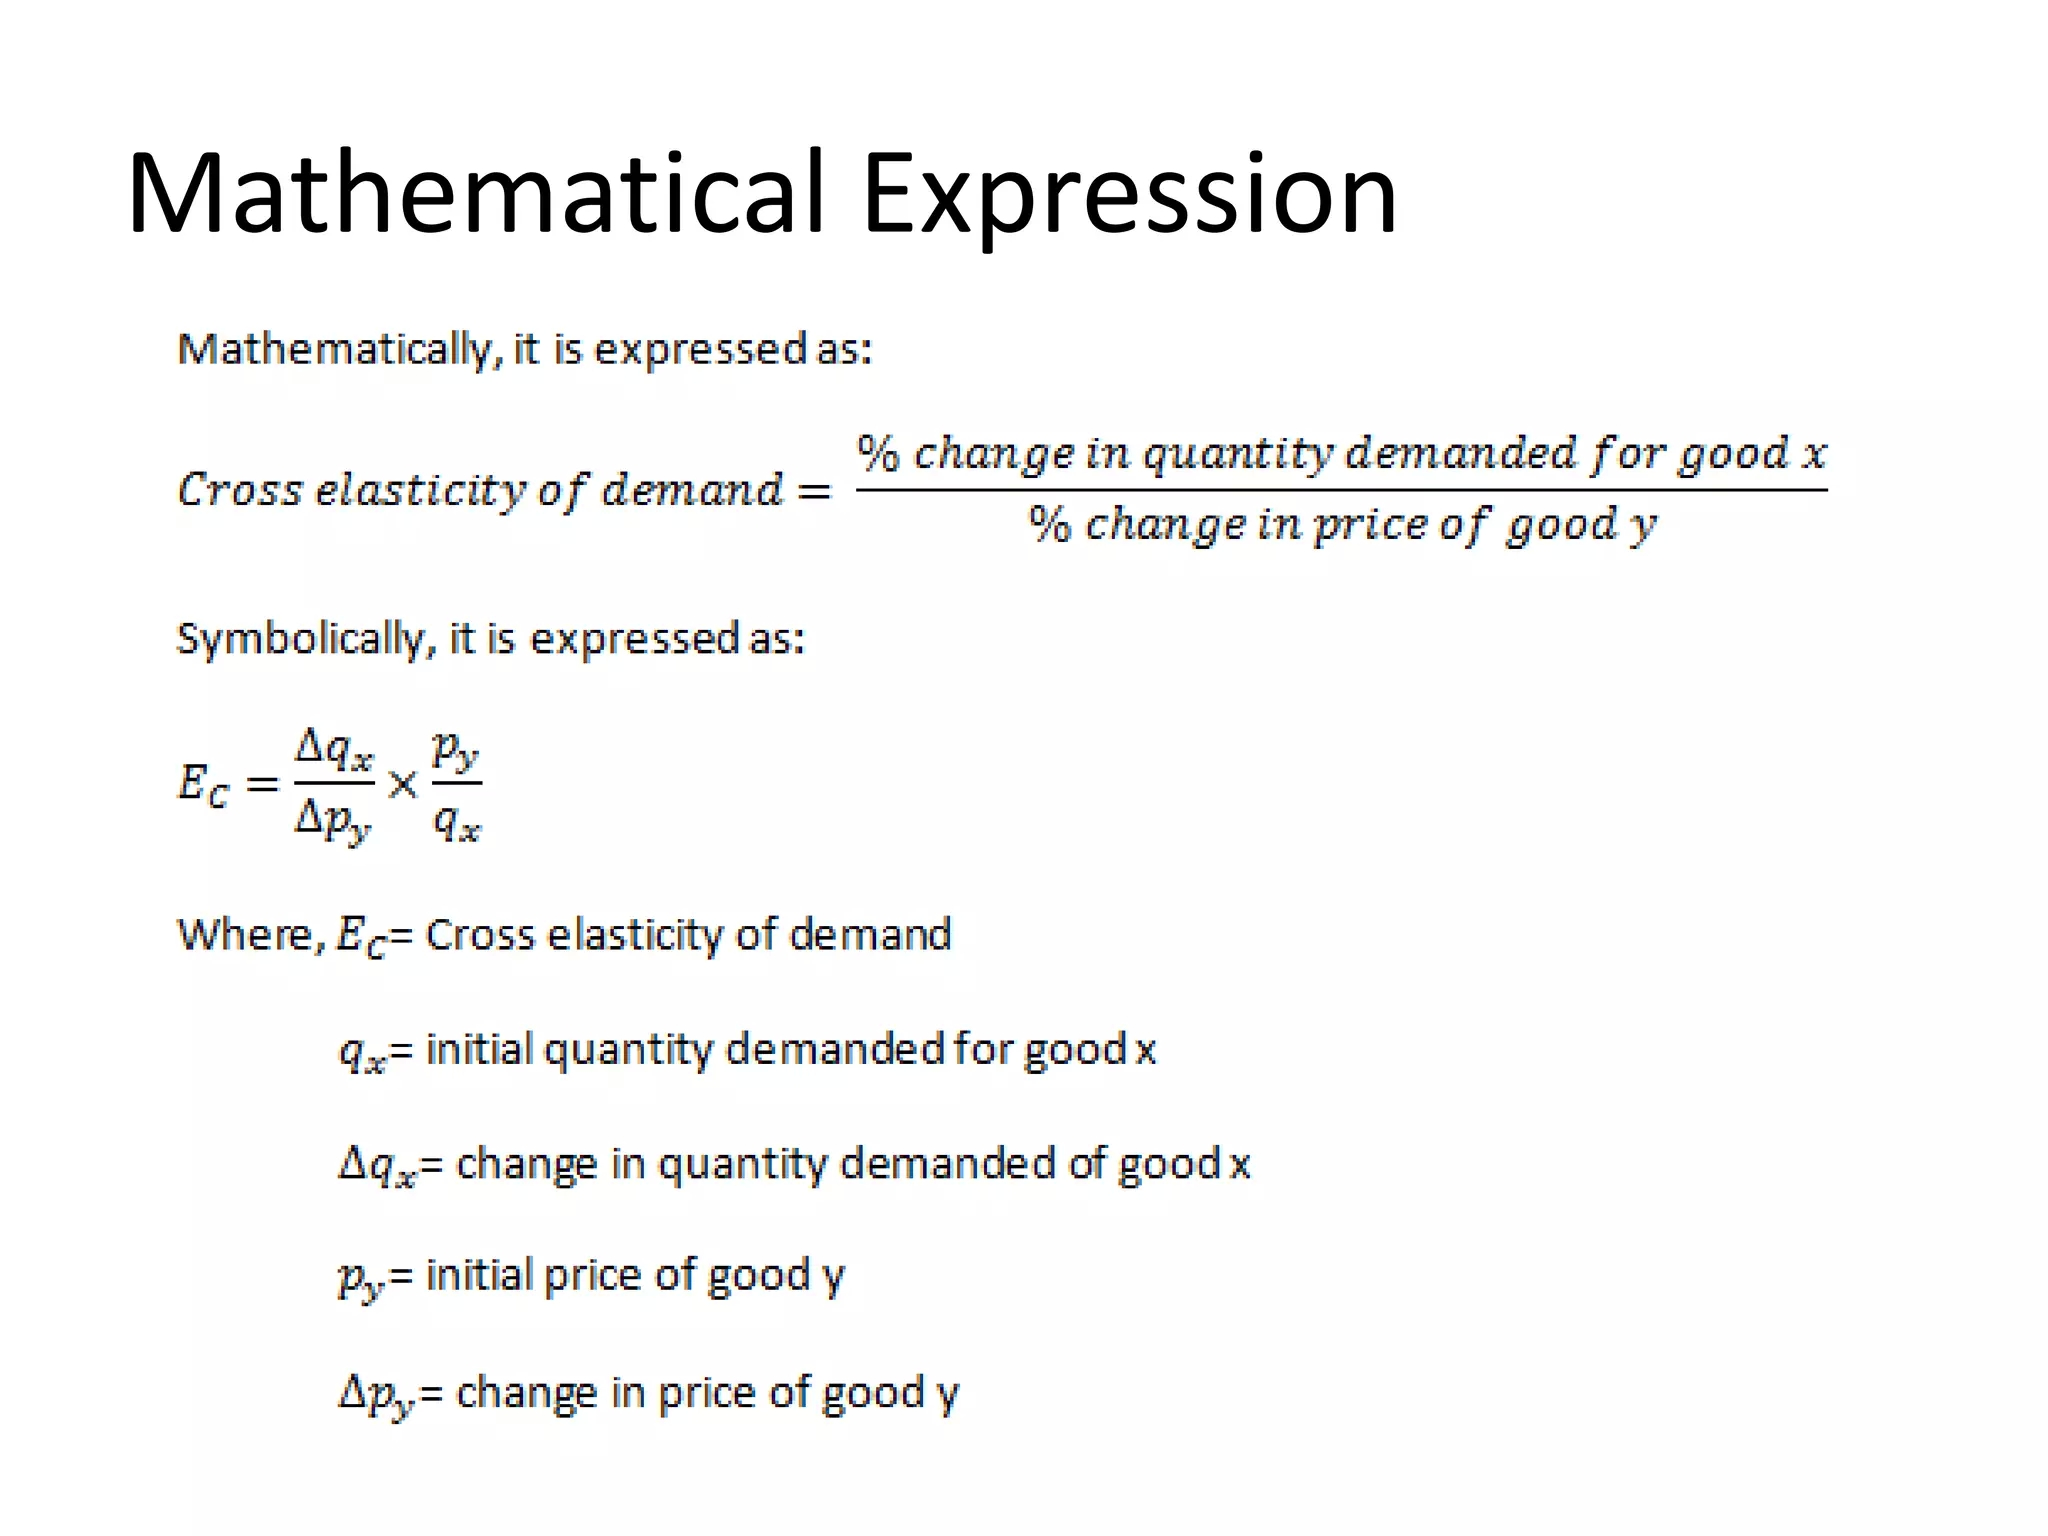 Mathematical Expression
Mathematically, it is expressed as:
Cross elasticity of demand = % change in quantity demanded for good x / % change in price of good y
Symbolically, it is expressed as:
E_C = Δq_x / Δp_y × p_y / q_x
Where, E_C= Cross elasticity of demand
q_x= initial quantity demanded for good x
Δq_x= change in quantity demanded of good x
p_y= initial price of good y
Δp_y= change in price of good y